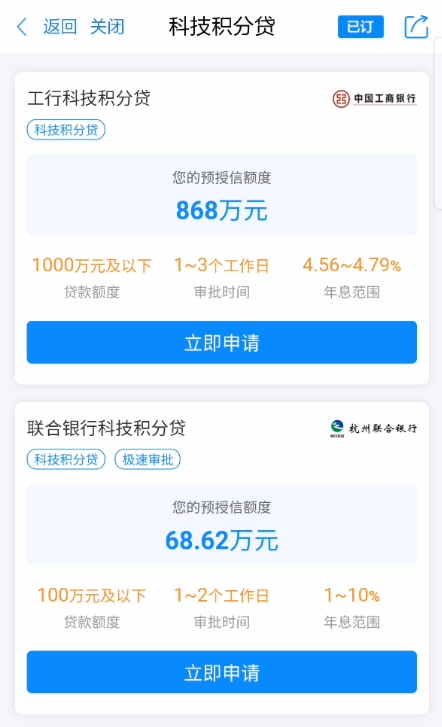 返回 关闭 科技积分贷 已订
工行科技积分贷 中国工商银行
科技积分贷
您的预授信额度
868万元
1000万元及以下 1~3个工作日 4.56~4.79%
贷款额度 审批时间 年息范围
立即申请
联合银行科技积分贷 杭州联合银行
科技积分贷 极速审批
您的预授信额度
68.62万元
100万元及以下 1~2个工作日 1~10%
贷款额度 审批时间 年息范围
立即申请